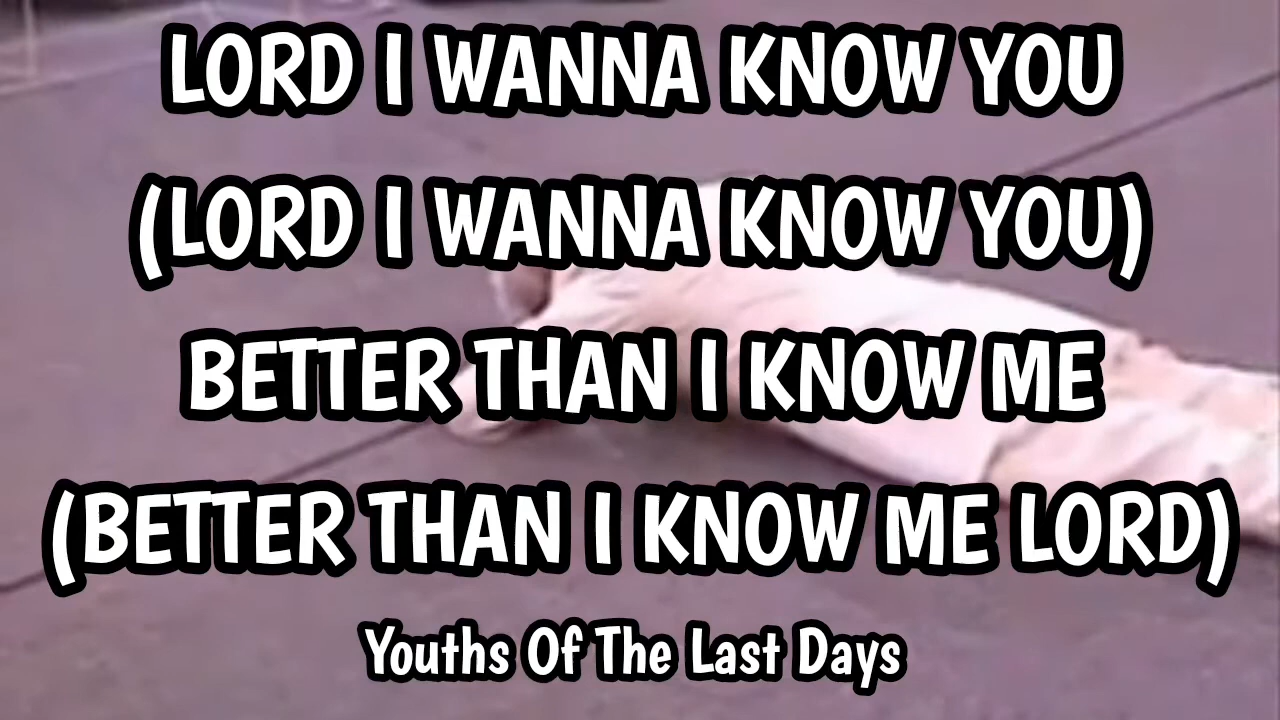 LORD I WANNA KNOW YOU
(LORD I WANNA KNOW YOU)
BETTER THAN I KNOW ME
(BETTER THAN I KNOW ME LORD)
Youths Of The Last Days